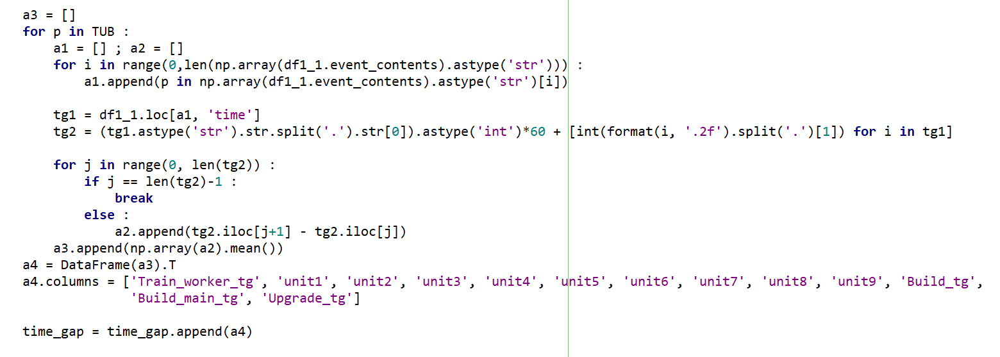 a3 = []
for p in TUB :
    a1 = [] ; a2 = []
    for i in range(0,len(np.array(df1_1.event_contents).astype('str'))) :
        a1.append(p in np.array(df1_1.event_contents).astype('str')[i])
    tg1 = df1_1.loc[a1, 'time']
    tg2 = (tg1.astype('str').str.split('.').str[0]).astype('int')*60 + [int(format(i, '.2f').split('.')[1]) for i in tg1]
    for j in range(0, len(tg2)) :
        if j == len(tg2)-1 :
            break
        else :
            a2.append(tg2.iloc[j+1] - tg2.iloc[j])
    a3.append(np.array(a2).mean())
a4 = DataFrame(a3).T
a4.columns = ['Train_worker_tg', 'unit1', 'unit2', 'unit3', 'unit4', 'unit5', 'unit6', 'unit7', 'unit8', 'unit9', 'Build_tg',
              'Build_main_tg', 'Upgrade_tg']
time_gap = time_gap.append(a4)